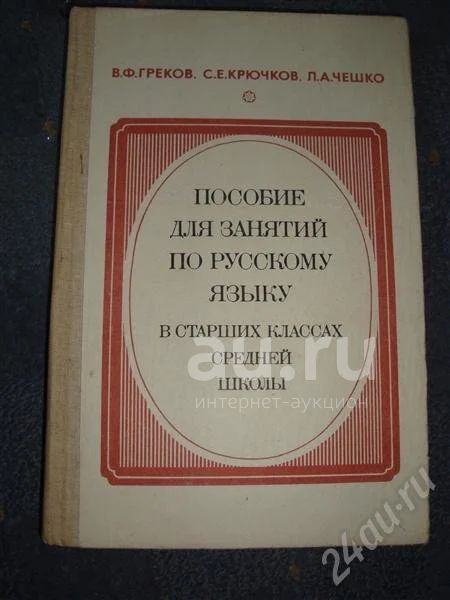 В.Ф.ГРЕКОВ, С.Е.КРЮЧКОВ, Л.А.ЧЕШКО
ПОСОБИЕ
ДЛЯ ЗАНЯТИЙ
ПО РУССКОМУ
ЯЗЫКУ
В СТАРШИХ КЛАССАХ
СРЕДНЕЙ
ШКОЛЫ
au.ru
интернет-аукцион
24au.ru